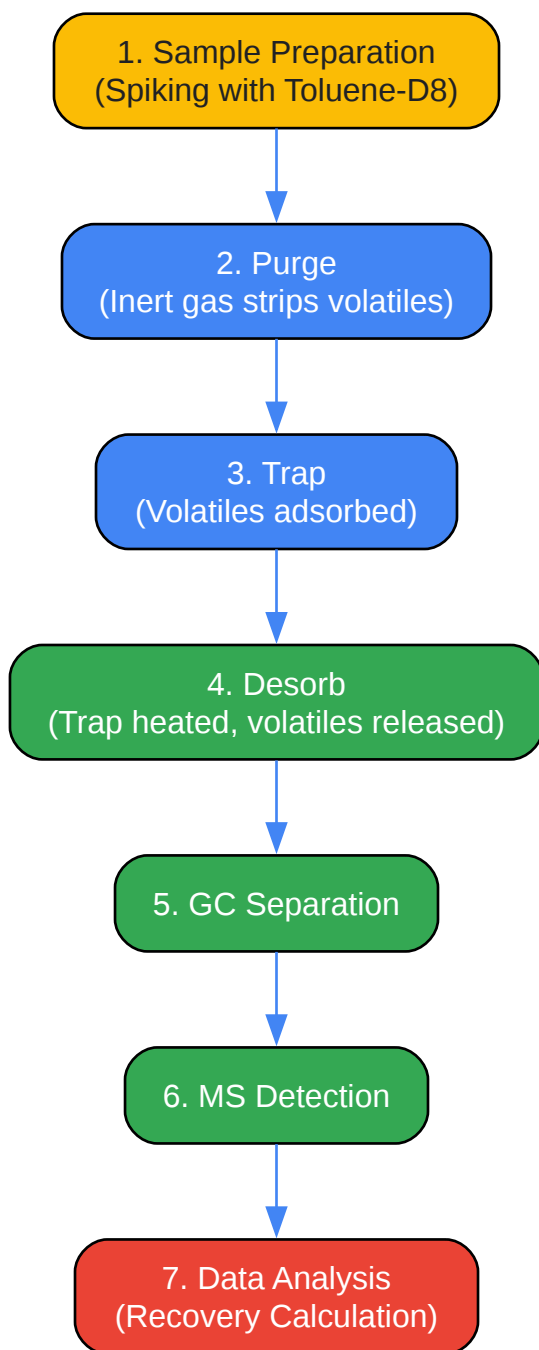 1. Sample Preparation
(Spiking with Toluene-D8)
2. Purge
(Inert gas strips volatiles)
3. Trap
(Volatiles adsorbed)
4. Desorb
(Trap heated, volatiles released)
5. GC Separation
6. MS Detection
7. Data Analysis
(Recovery Calculation)